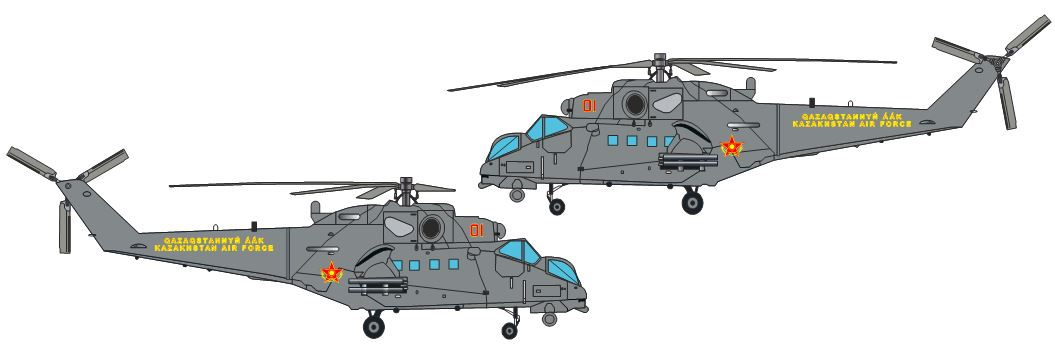 01
QAZAQSTANNYŃ ÁÁK
KAZAKHSTAN AIR FORCE
QAZAQSTANNYŃ ÁÁK
KAZAKHSTAN AIR FORCE
01